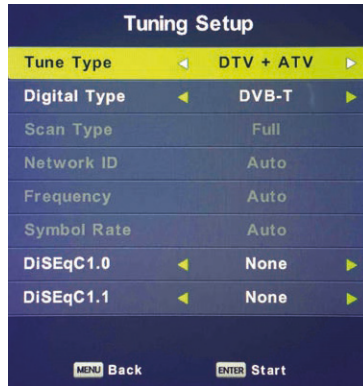 Tuning Setup
Tune Type DTV + ATV
Digital Type DVB-T
Scan Type Full
Network ID Auto
Frequency Auto
Symbol Rate Auto
DiSEqC1.0 None
DiSEqC1.1 None
MENU Back ENTER Start